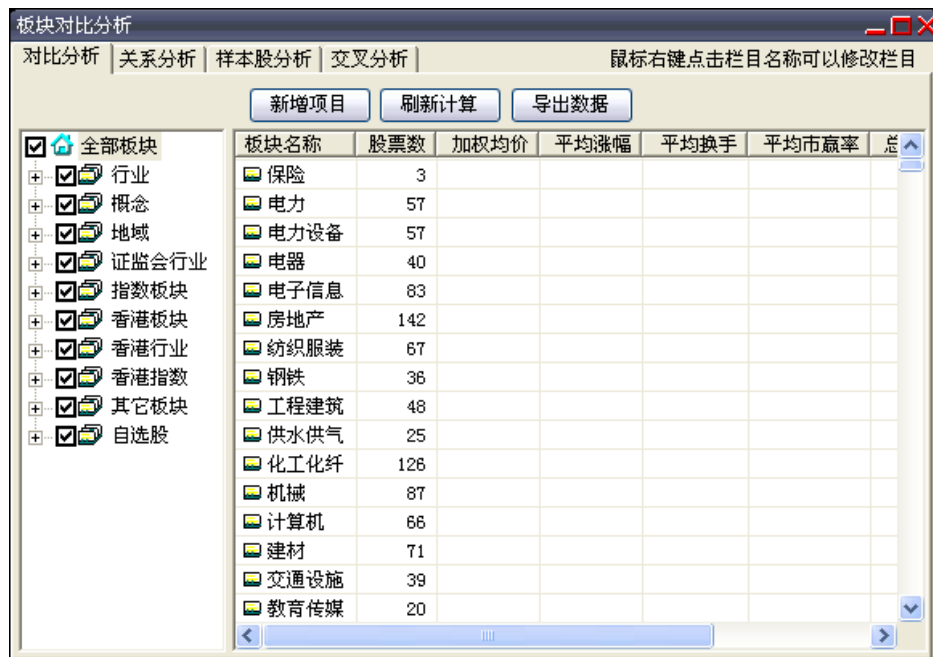 板块对比分析
对比分析 关系分析 样本股分析 交叉分析 鼠标右键点击栏目名称可以修改栏目
新增项目 刷新计算 导出数据
全部板块
行业
概念
地域
证监会行业
指数板块
香港板块
香港行业
香港指数
其它板块
自选股
板块名称 股票数 加权均价 平均涨幅 平均换手 平均市赢率 总
保险 3
电力 57
电力设备 57
电器 40
电子信息 83
房地产 142
纺织服装 67
钢铁 36
工程建筑 48
供水供气 25
化工化纤 126
机械 87
计算机 66
建材 71
交通设施 39
教育传媒 20